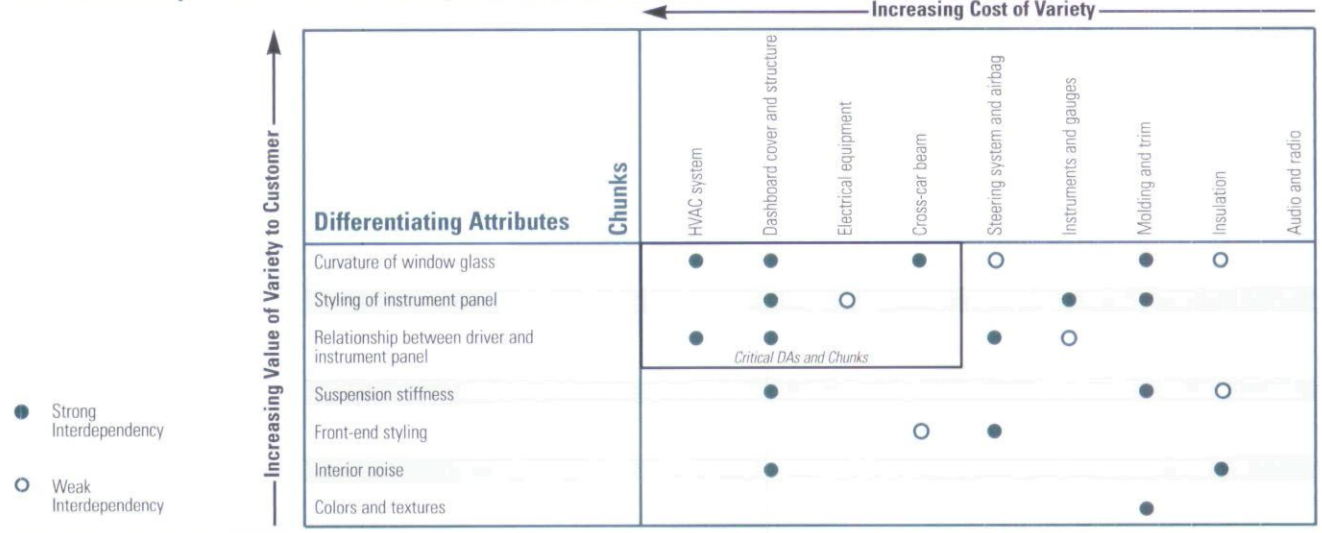 Increasing Cost of Variety
Increasing Value of Variety to Customer
Differentiating Attributes
Chunks
HVAC system
Dashboard cover and structure
Electrical equipment
Cross-car beam
Steering system and airbag
Instruments and gauges
Molding and trim
Insulation
Audio and radio
Curvature of window glass
Styling of instrument panel
Relationship between driver and
instrument panel
Critical DAs and Chunks
Suspension stiffness
Front-end styling
Interior noise
Colors and textures
Strong
Interdependency
Weak
Interdependency